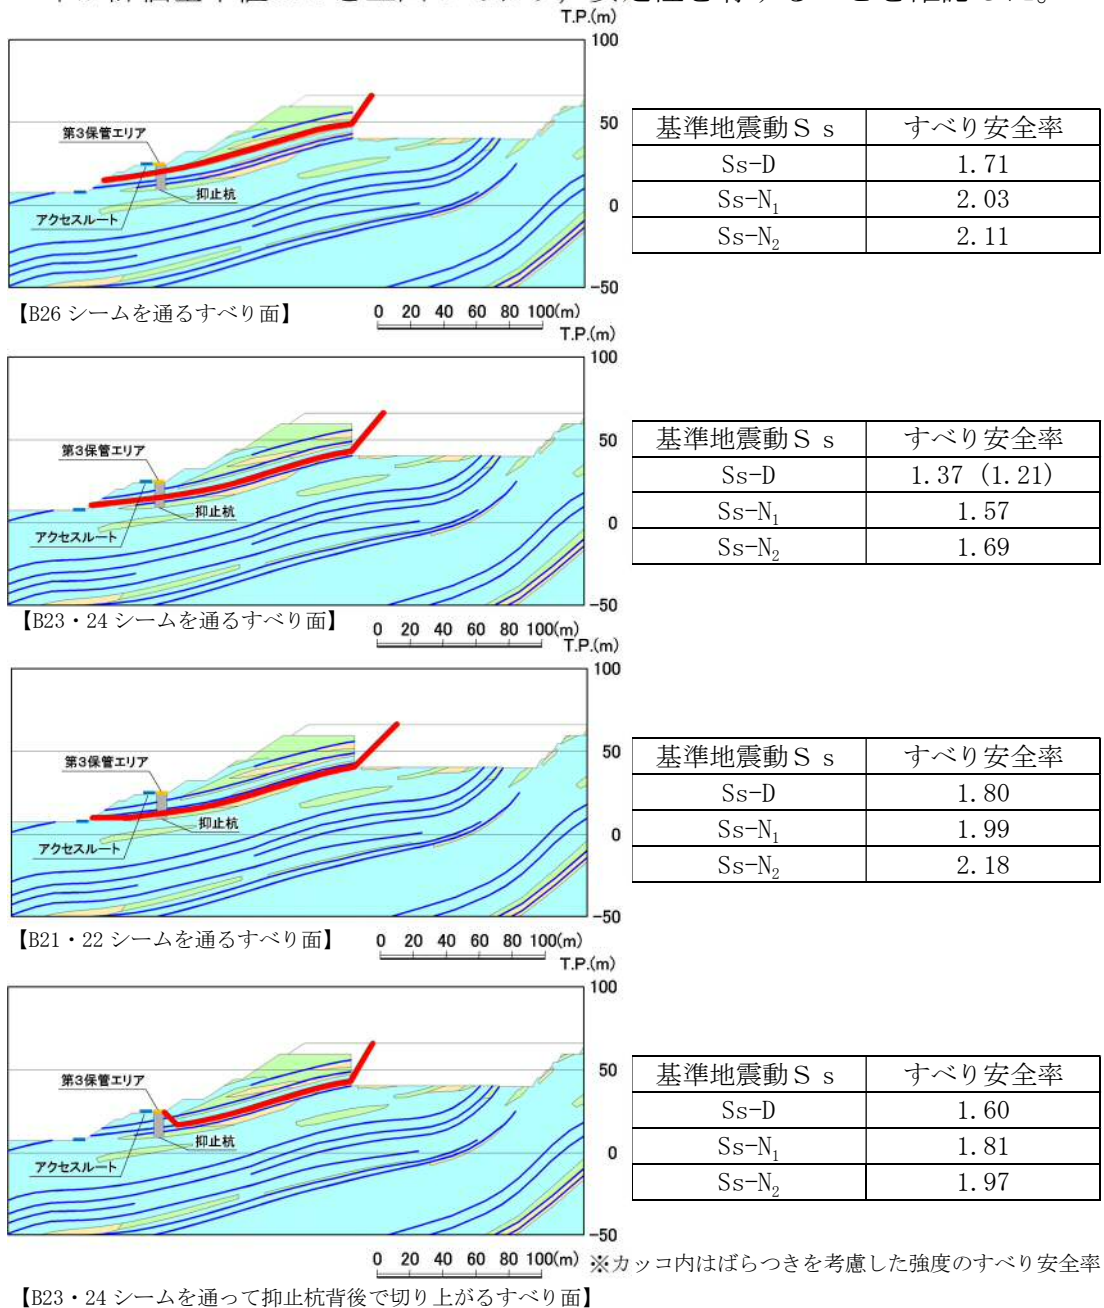 T.P.(m)
100
50
0
-50
第3保管エリア
抑止杭
アクセスルート
基準地震動Ｓｓ すべり安全率
Ss-D 1.71
Ss-N₁ 2.03
Ss-N₂ 2.11
【B26 シームを通るすべり面】
0 20 40 60 80 100(m)
T.P.(m)
100
50
0
-50
第3保管エリア
抑止杭
アクセスルート
基準地震動Ｓｓ すべり安全率
Ss-D 1.37 (1.21)
Ss-N₁ 1.57
Ss-N₂ 1.69
【B23・24 シームを通るすべり面】
0 20 40 60 80 100(m)
T.P.(m)
100
50
0
-50
第3保管エリア
抑止杭
アクセスルート
基準地震動Ｓｓ すべり安全率
Ss-D 1.80
Ss-N₁ 1.99
Ss-N₂ 2.18
【B21・22 シームを通るすべり面】
0 20 40 60 80 100(m)
T.P.(m)
100
50
0
-50
第3保管エリア
抑止杭
アクセスルート
基準地震動Ｓｓ すべり安全率
Ss-D 1.60
Ss-N₁ 1.81
Ss-N₂ 1.97
0 20 40 60 80 100(m)
※カッコ内はばらつきを考慮した強度のすべり安全率
【B23・24 シームを通って抑止杭背後で切り上がるすべり面】